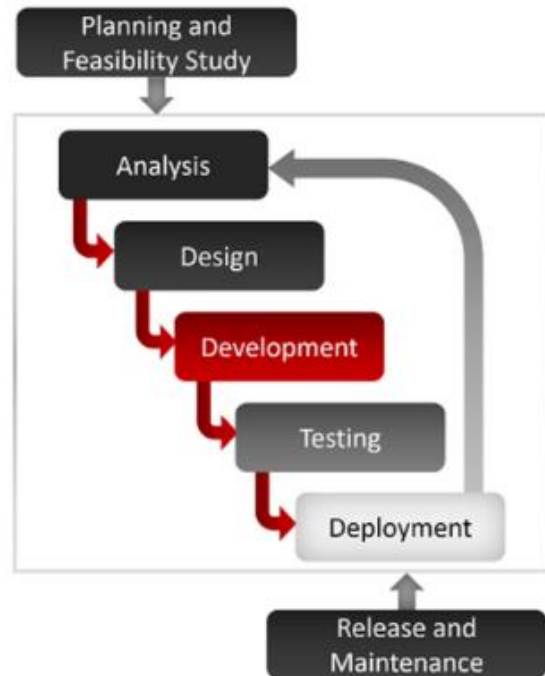 Planning and
Feasibility Study
Analysis
Design
Development
Testing
Deployment
Release and
Maintenance